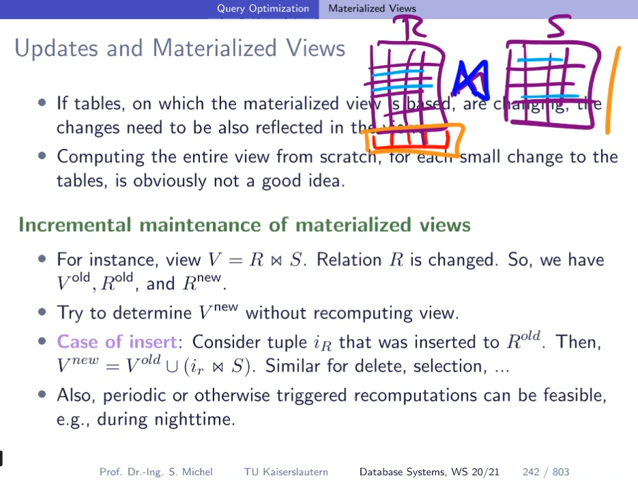 Query Optimization Materialized Views
R S
Updates and Materialized Views
• If tables, on which the materialized view is based, are changing, the
changes need to be also reflected in the view.
• Computing the entire view from scratch, for each small change to the
tables, is obviously not a good idea.
Incremental maintenance of materialized views
• For instance, view V = R ⋈ S. Relation R is changed. So, we have
V^old, R^old, and R^new.
• Try to determine V^new without recomputing view.
• Case of insert: Consider tuple i_R that was inserted to R^old. Then,
V^new = V^old ∪ (i_r ⋈ S). Similar for delete, selection, ...
• Also, periodic or otherwise triggered recomputations can be feasible,
e.g., during nighttime.
Prof. Dr.-Ing. S. Michel TU Kaiserslautern Database Systems, WS 20/21 242 / 803